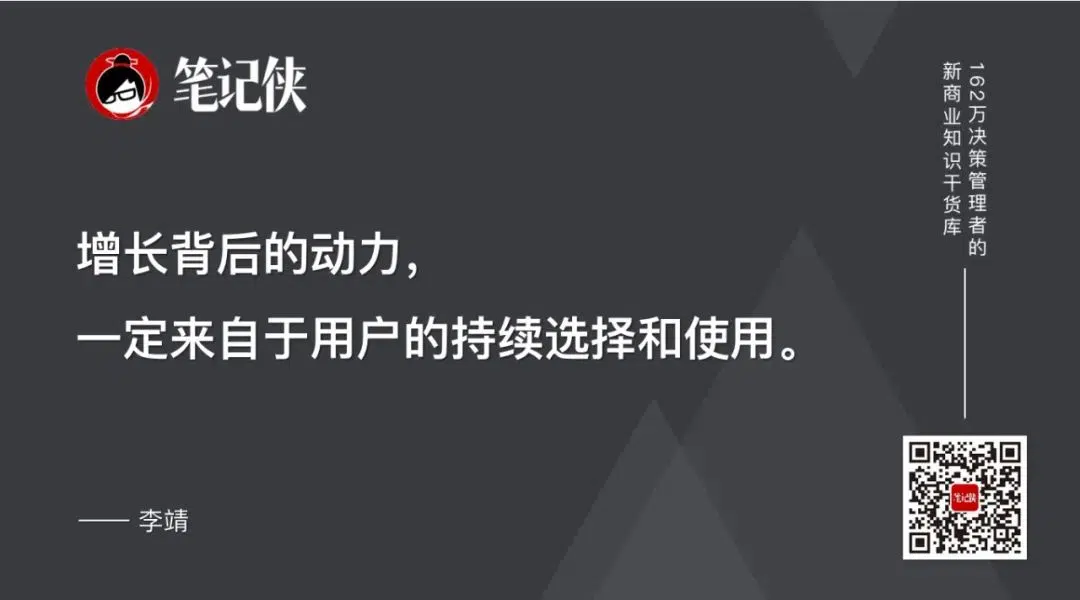 笔记侠
162万决策管理者的
新商业知识干货库
增长背后的动力，
一定来自于用户的持续选择和使用。
—— 李靖
笔记侠